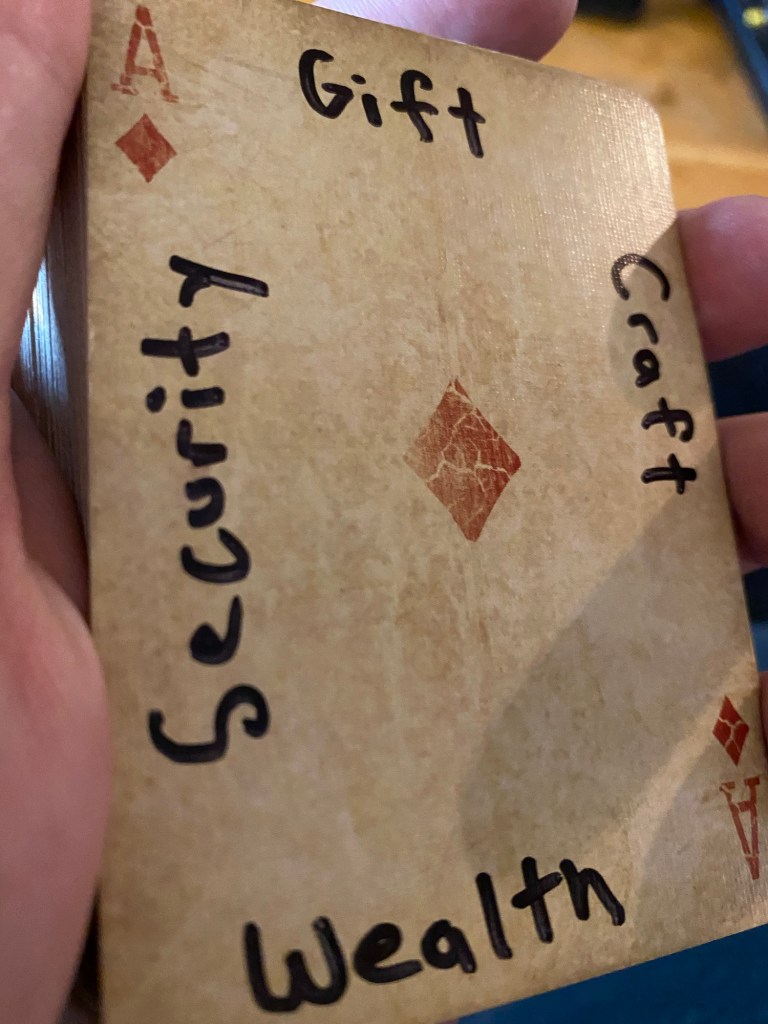 A
Gift
Craft
Security
Wealth
A